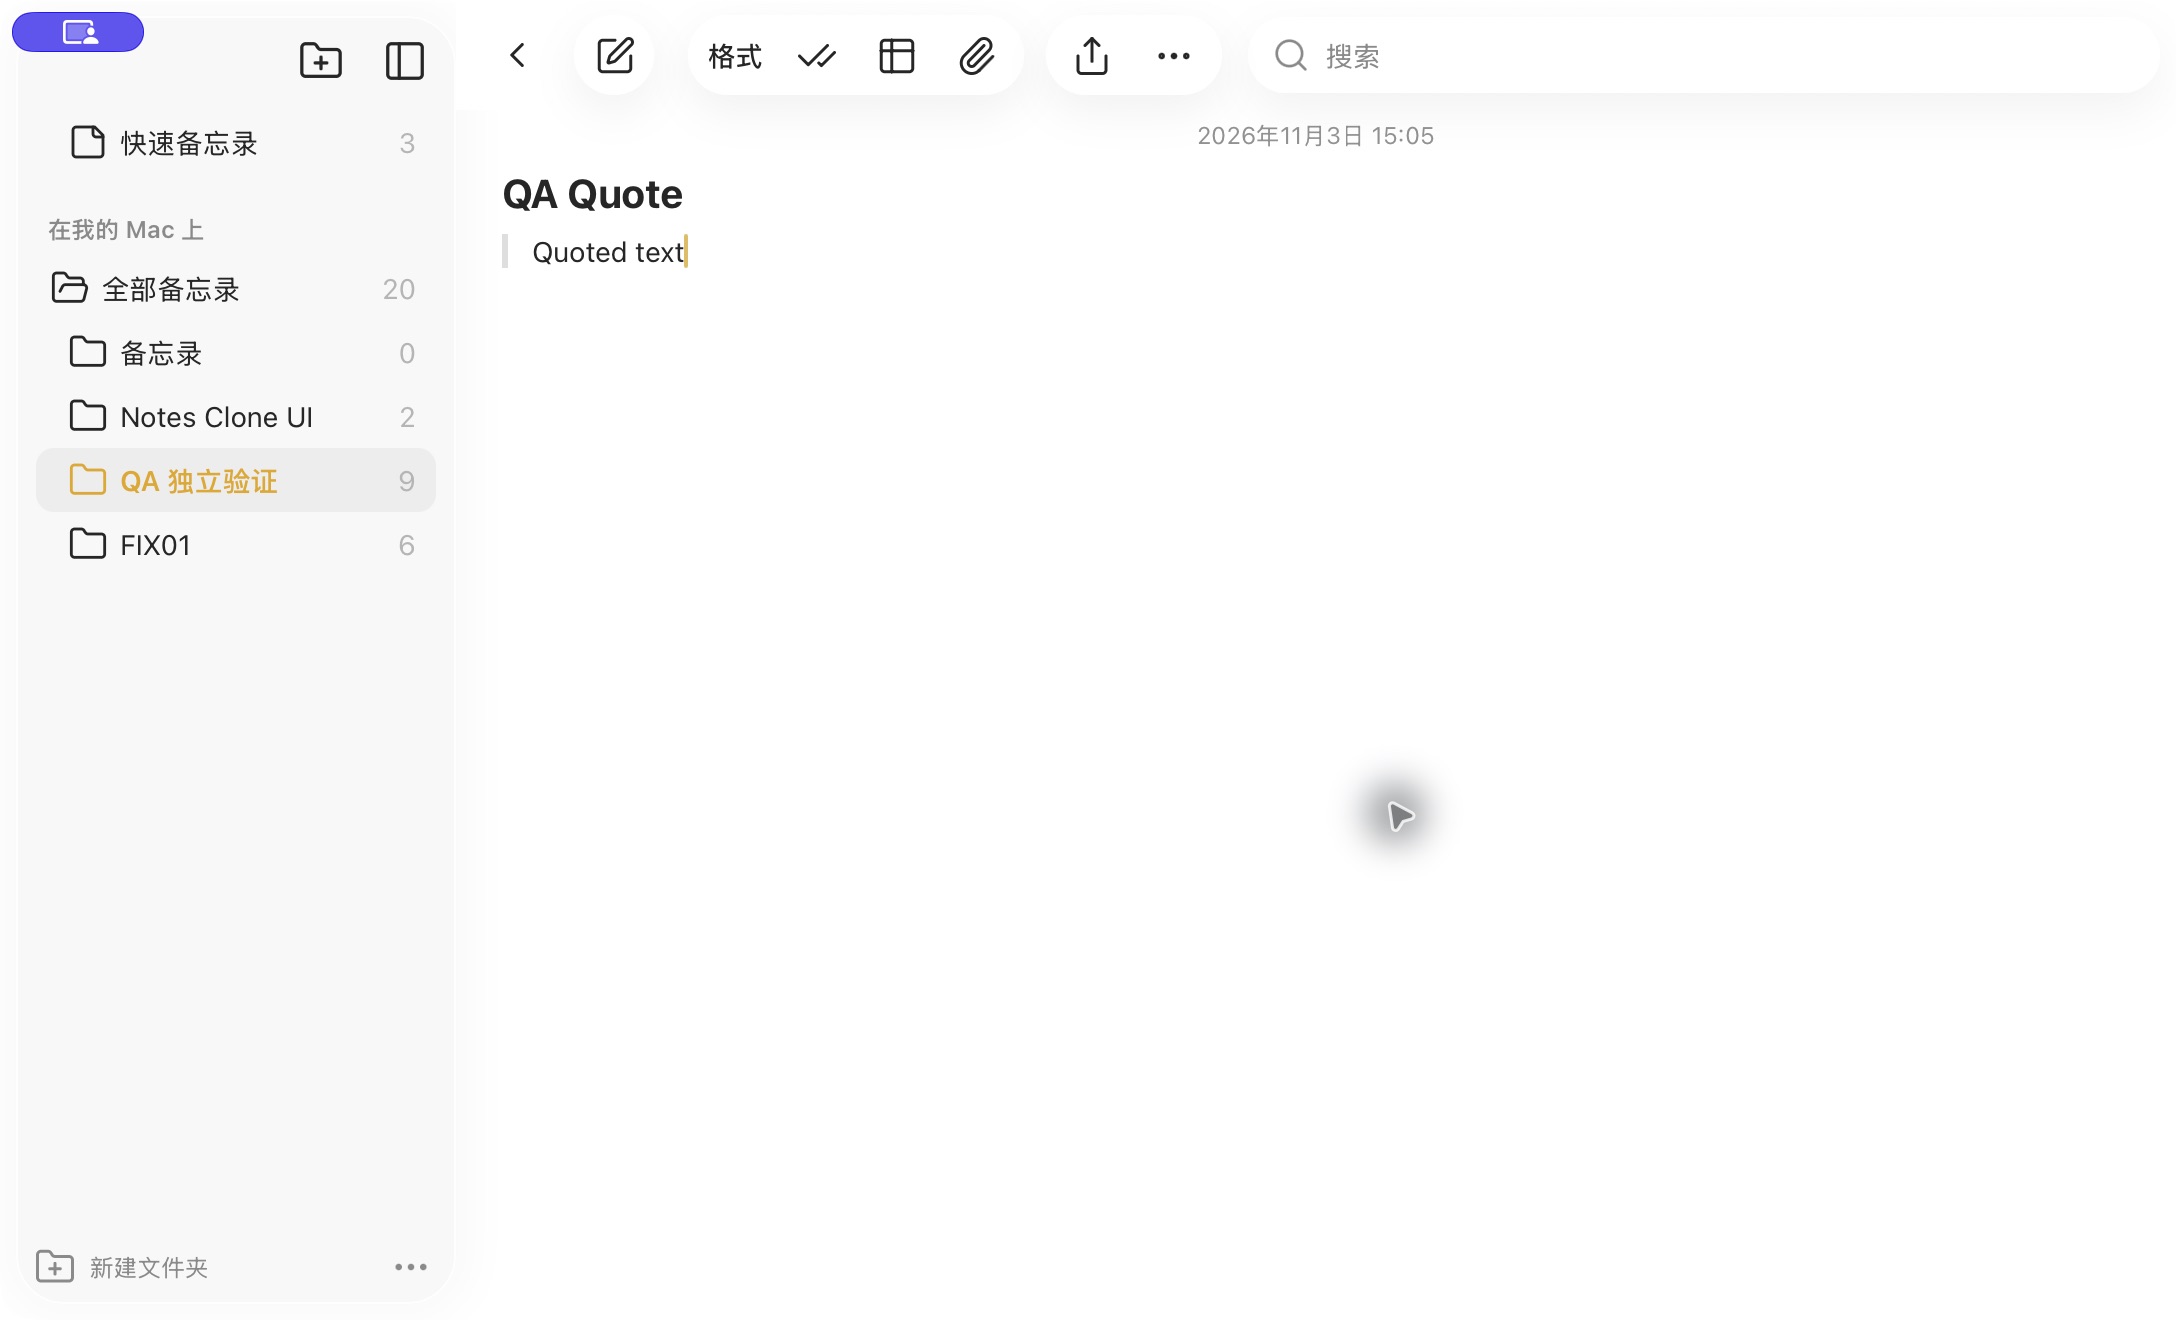 快速备忘录 3
在我的 Mac 上
全部备忘录 20
备忘录 0
Notes Clone UI 2
QA 独立验证 9
FIX01 6
新建文件夹
格式
搜索
2026年11月3日 15:05
QA Quote
Quoted text